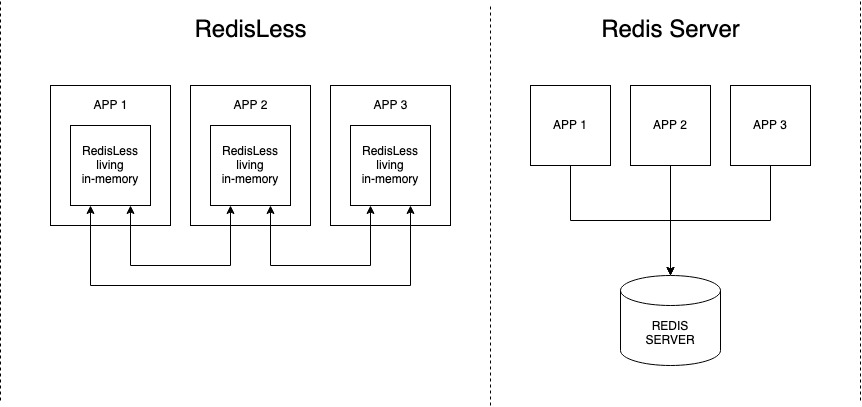 RedisLess
Redis Server
APP 1
APP 2
APP 3
RedisLess
living
in-memory
RedisLess
living
in-memory
RedisLess
living
in-memory
APP 1
APP 2
APP 3
REDIS
SERVER